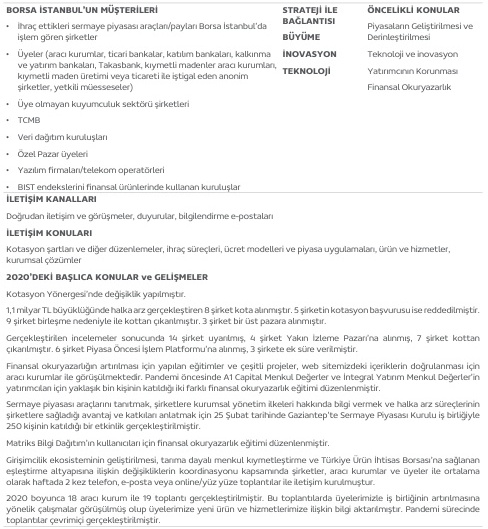 BORSA İSTANBUL'UN MÜŞTERİLERİ
• İhraç ettikleri sermaye piyasası araçları/payları Borsa İstanbul'da
işlem gören şirketler
• Üyeler (aracı kurumlar, ticari bankalar, katılım bankaları, kalkınma
ve yatırım bankaları, Takasbank, kıymetli madenler aracı kurumları,
kıymetli maden üretimi veya ticareti ile iştigal eden anonim
şirketler, yetkili müesseseler)
• Üye olmayan kuyumculuk sektörü şirketleri
• TCMB
• Veri dağıtım kuruluşları
• Özel Pazar üyeleri
• Yazılım firmaları/telekom operatörleri
• BIST endekslerini finansal ürünlerinde kullanan kuruluşlar
STRATEJİ İLE
BAĞLANTISI
BÜYÜME
İNOVASYON
TEKNOLOJİ
ÖNCELİKLİ KONULAR
Piyasaların Geliştirilmesi ve
Derinleştirilmesi
Teknoloji ve inovasyon
Yatırımcının Korunması
Finansal Okuryazarlık
İLETİŞİM KANALLARI
Doğrudan iletişim ve görüşmeler, duyurular, bilgilendirme e-postaları
İLETİŞİM KONULARI
Kotasyon şartları ve diğer düzenlemeler, ihraç süreçleri, ücret modelleri ve piyasa uygulamaları, ürün ve hizmetler,
kurumsal çözümler
2020'DEKİ BAŞLICA KONULAR ve GELİŞMELER
Kotasyon Yönergesi'nde değişiklik yapılmıştır.
1,1 milyar TL büyüklüğünde halka arz gerçekleştiren 8 şirket kota alınmıştır. 5 şirketin kotasyon başvurusu ise reddedilmiştir.
9 şirket birleşme nedeniyle ile kottan çıkarılmıştır. 3 şirket bir üst pazara alınmıştır.
Gerçekleştirilen incelemeler sonucunda 14 şirket uyarılmış, 4 şirket Yakın İzleme Pazarı'na alınmış, 7 şirket kottan
çıkarılmıştır. 6 şirket Piyasa Öncesi İşlem Platformu'na alınmış, 3 şirkete ek süre verilmiştir.
Finansal okuryazarlığın artırılması için yapılan eğitimler ve çeşitli projeler, web sitemizdeki içeriklerin doğrulanması için
aracı kurumlar ile görüşülmektedir. Pandemi öncesinde A1 Capital Menkul Değerler ve Integral Yatırım Menkul Değerler'in
yatırımcıları için yaklaşık bin kişinin katıldığı iki farklı finansal okuryazarlık eğitimi düzenlenmiştir.
Sermaye piyasası araçlarını tanıtmak, şirketlere kurumsal yönetim ilkeleri hakkında bilgi vermek ve halka arz süreçlerinin
şirketlere sağladığı avantaj ve katkıları anlatmak için 25 Şubat tarihinde Gaziantep'te Sermaye Piyasası Kurulu iş birliğiyle
250 kişinin katıldığı bir etkinlik gerçekleştirilmiştir.
Matriks Bilgi Dağıtım'ın kullanıcıları için finansal okuryazarlık eğitimi düzenlenmiştir.
Girişimcilik ekosisteminin geliştirilmesi, tarıma dayalı menkul kıymetleştirme ve Türkiye Ürün İhtisas Borsası'na sağlanan
eşleştirme altyapısına ilişkin değişikliklerin koordinasyonu kapsamında şirketler, aracı kurumlar ve üyeler ile ortalama
olarak haftada 2 kez telefon, e-posta veya online/yüz yüze toplantılar ile iletişim kurulmuştur.
2020 boyunca 18 aracı kurum ile 19 toplantı gerçekleştirilmiştir. Bu toplantılarda üyelerimizle iş birliğinin artırılmasına
yönelik çalışmalar görüşülmüş olup üyelerimize yeni ürün ve hizmetlerimize ilişkin bilgi aktarılmıştır. Pandemi sürecinde
toplantılar çevrimiçi gerçekleştirilmiştir.